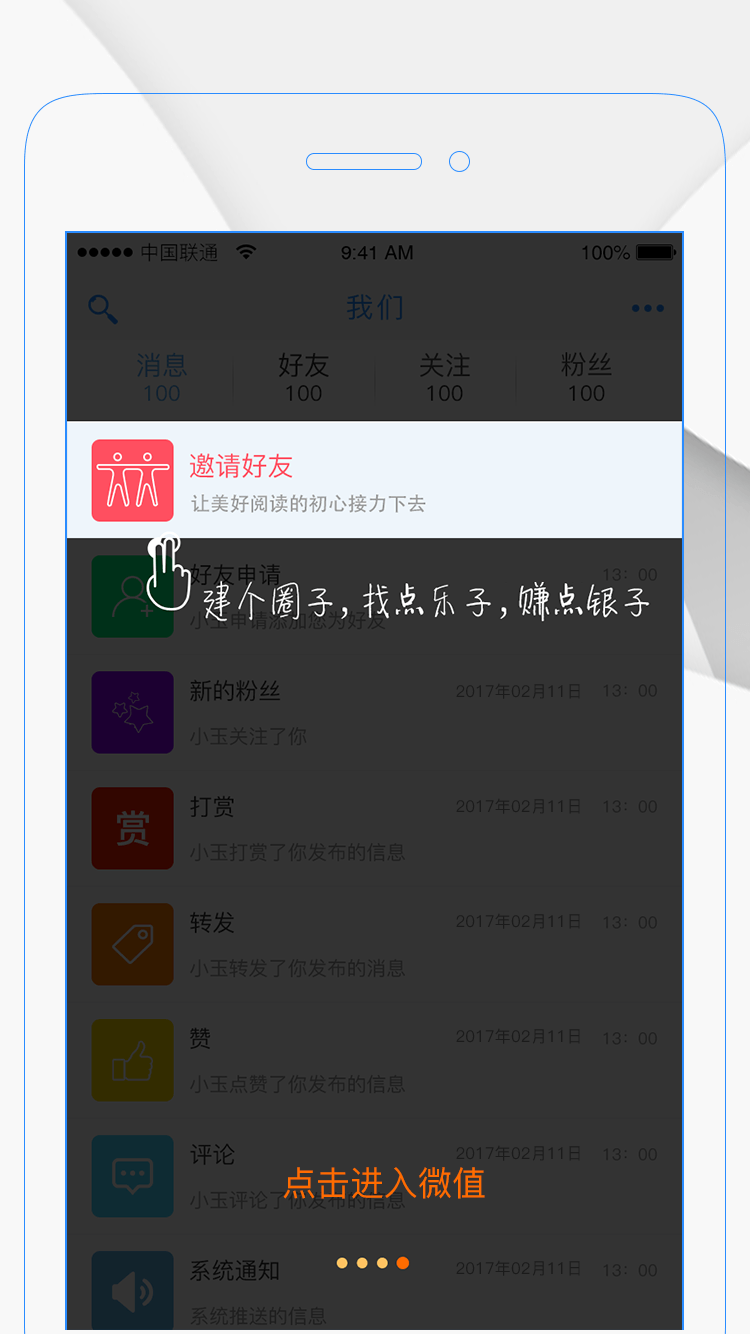 中国联通 9:41 AM 100%
我们
消息 好友 关注 粉丝
100 100 100 100
邀请好友
让美好阅读的初心接力下去
好友申请 13: 00
建个圈子,找点乐子,赚点银子
小玉申请添加您为好友
新的粉丝 2017年02月11日 13: 00
小玉关注了你
赏 打赏 2017年02月11日 13: 00
小玉打赏了你发布的信息
转发 2017年02月11日 13: 00
小玉转发了你发布的消息
赞 2017年02月11日 13: 00
小玉点赞了你发布的信息
评论 2017年02月11日 13: 00
点击进入微值
小玉评论了你发布的信息
系统通知 2017年02月11日 13: 00
系统推送的信息